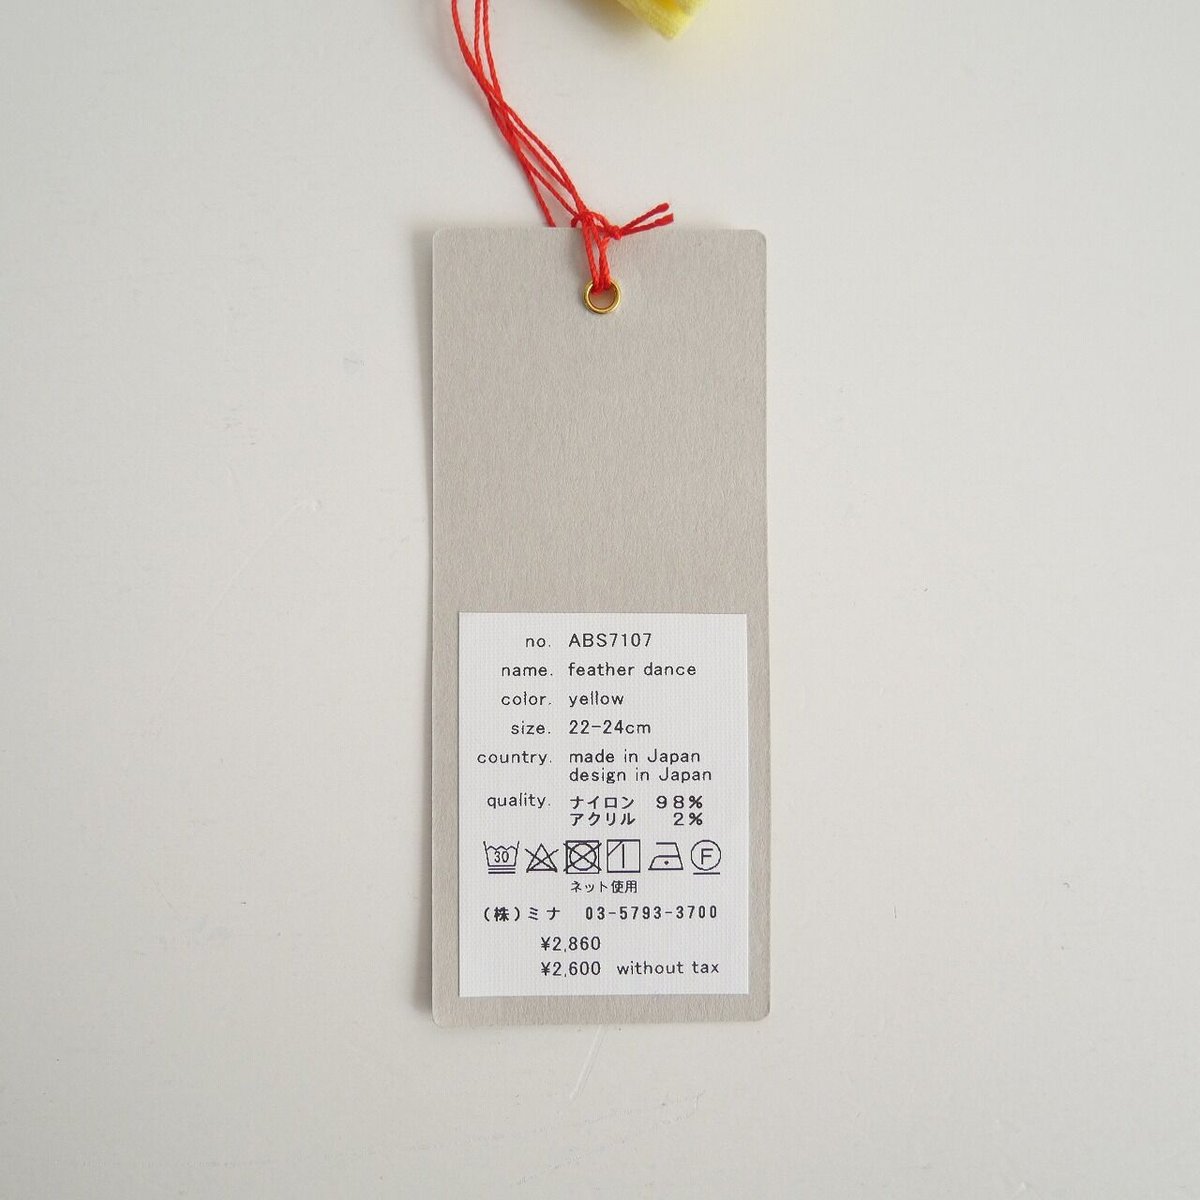 no. ABS7107
name. feather dance
color. yellow
size. 22-24cm
country. made in Japan
design in Japan
quality. ナイロン 98%
アクリル 2%
30 F
ネット使用
(株)ミナ 03-5793-3700
¥2,860
¥2,600 without tax